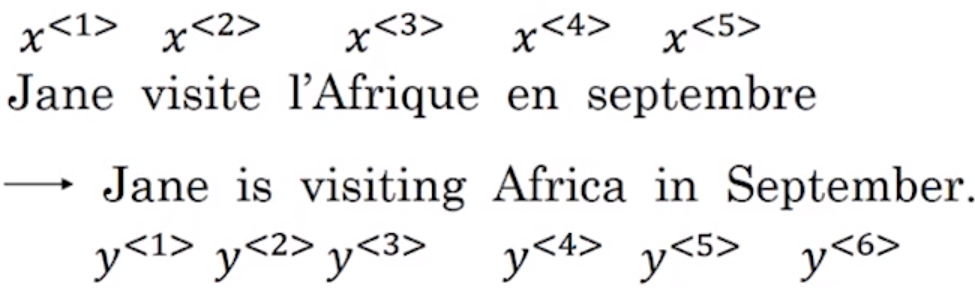 x<1> x<2> x<3> x<4> x<5>
Jane visite l’Afrique en septembre
→ Jane is visiting Africa in September.
y<1> y<2> y<3> y<4> y<5> y<6>